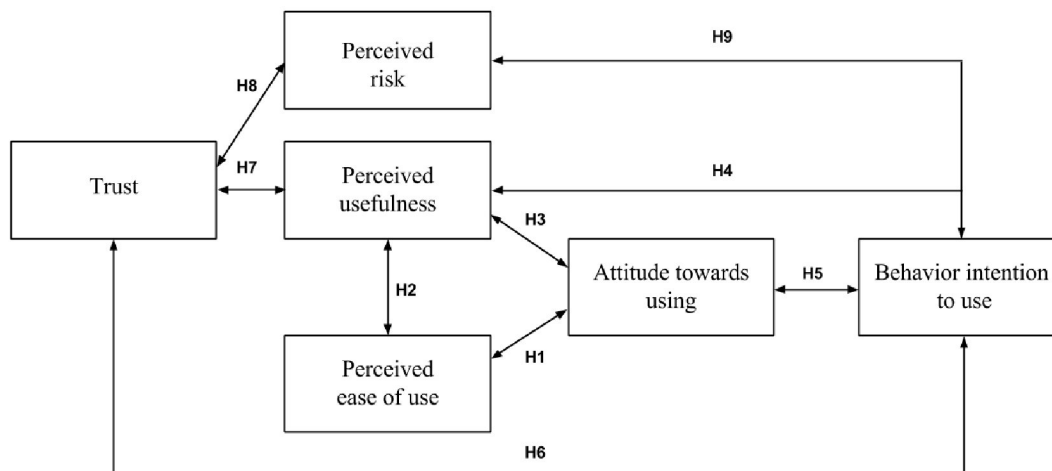 H9
Perceived
risk
H8
H7
H4
Trust
Perceived
usefulness
H3
Attitude towards
using
H5
Behavior intention
to use
H2
H1
Perceived
ease of use
H6